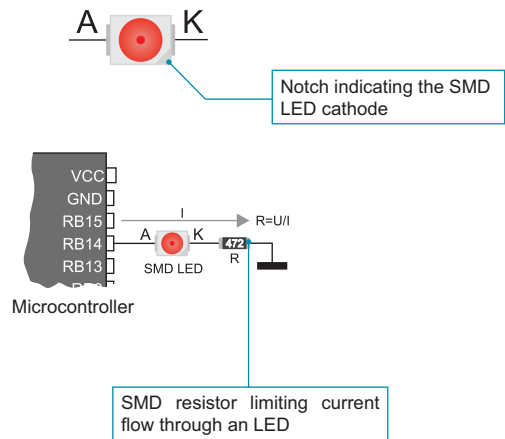 A K
Notch indicating the SMD
LED cathode
VCC
GND
RB15
I
R=U/I
RB14
A K
472
R
SMD LED
RB13
Microcontroller
SMD resistor limiting current
flow through an LED